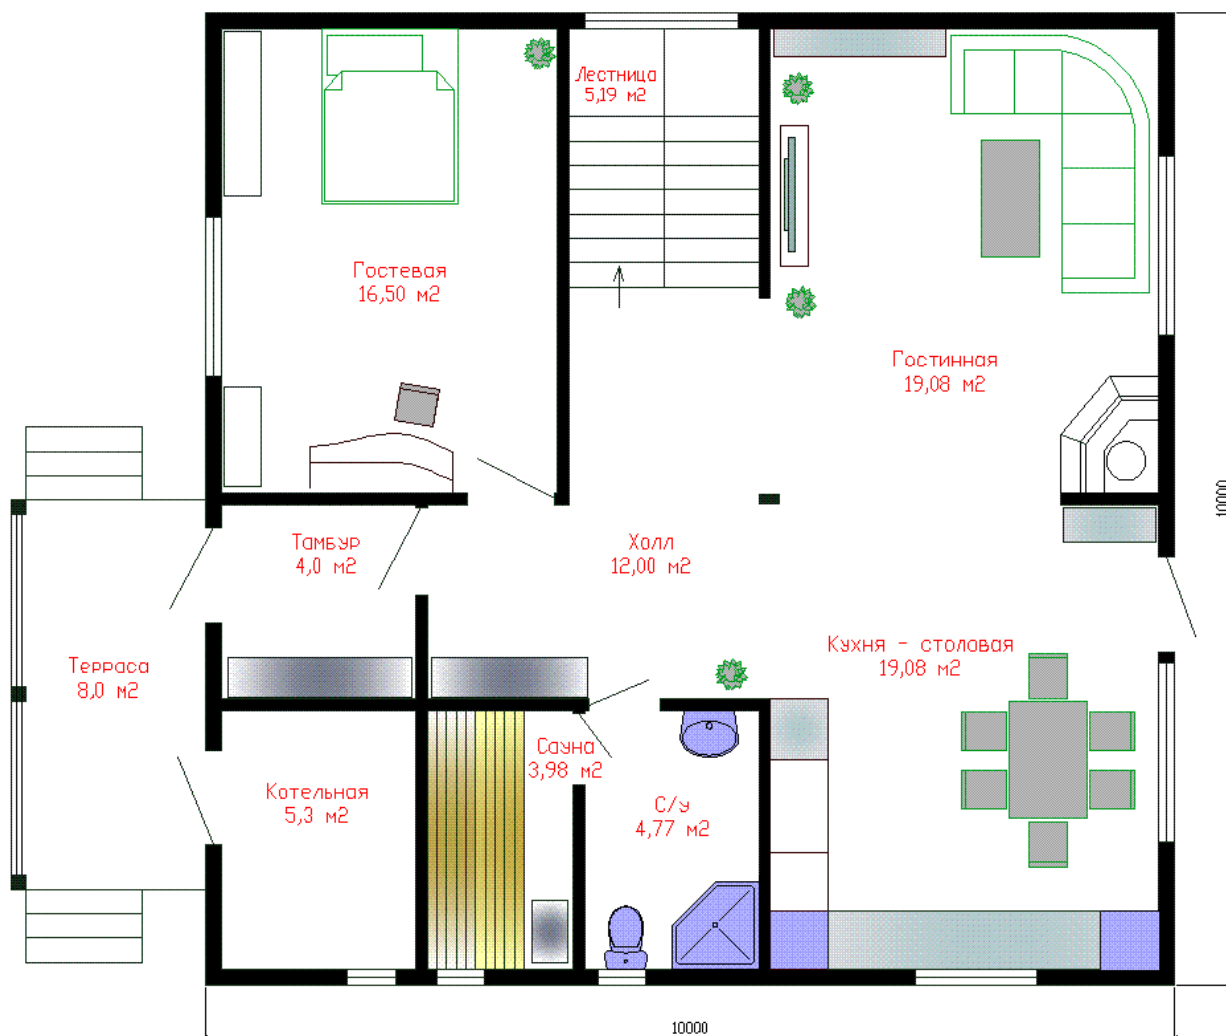 Лестница
5,19 м2
Гостевая
16,50 м2
Гостинная
19,08 м2
10000
Тамбур
4,0 м2
Холл
12,00 м2
Кухня - столовая
19,08 м2
Терраса
8,0 м2
Сауна
3,98 м2
Котельная
5,3 м2
С/у
4,77 м2
10000